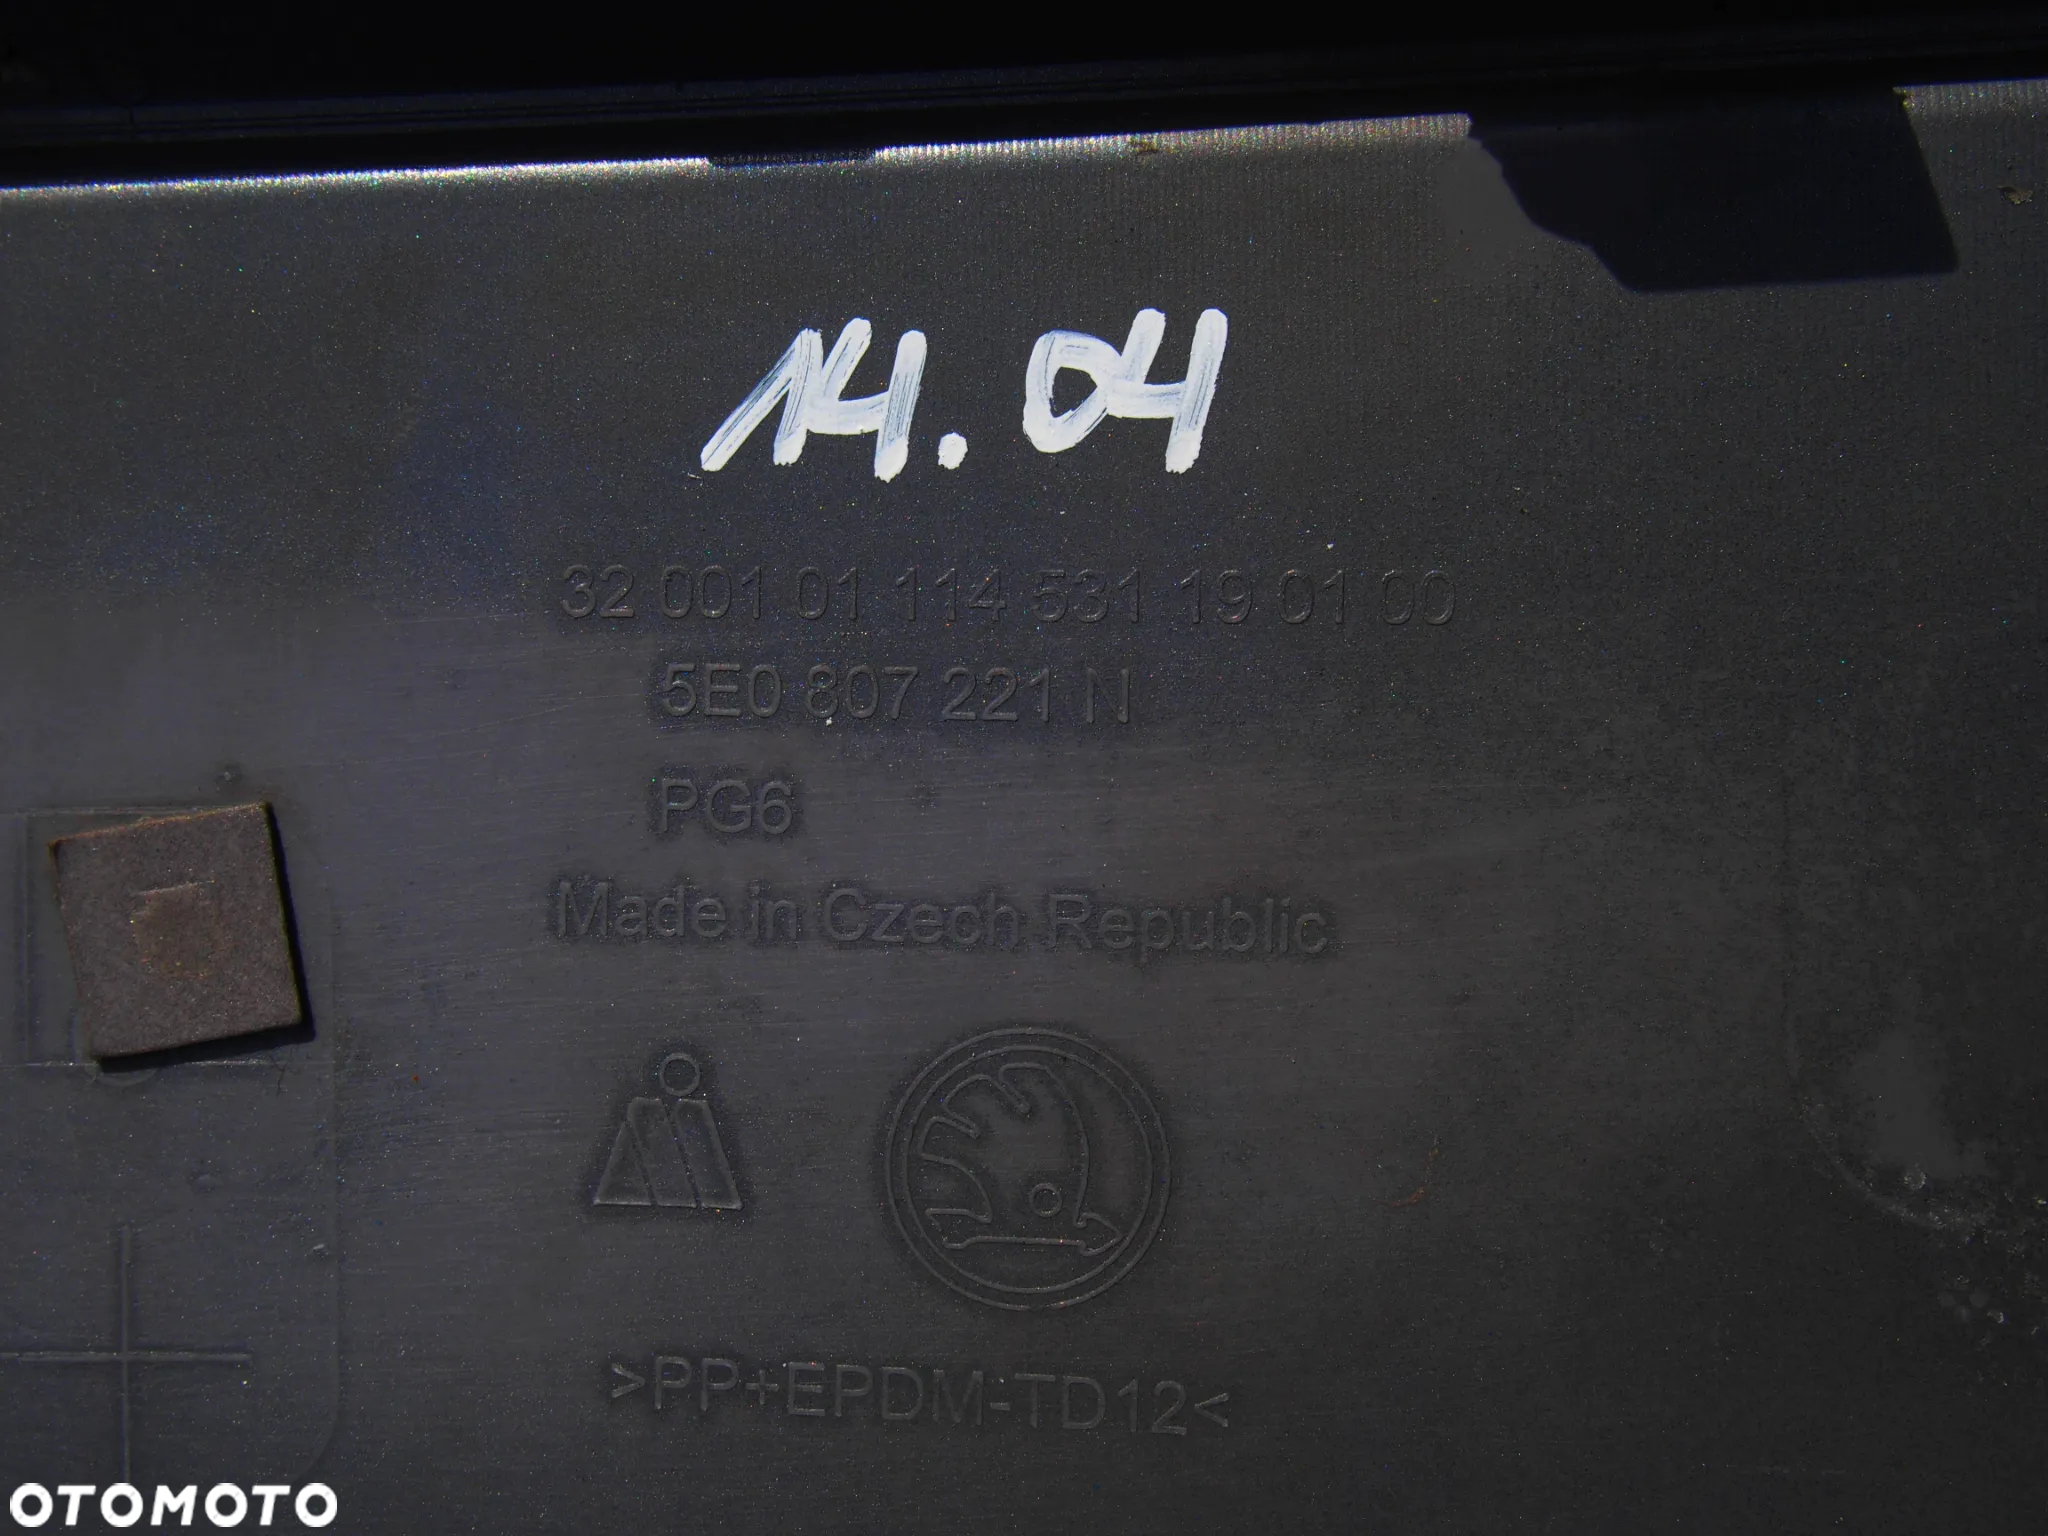 14.04
32 001 01 114 531 19 01 00
5E0 807 221 N
PG6
Made in Czech Republic
>PP+EPDM-TD12<
OTOMOTO